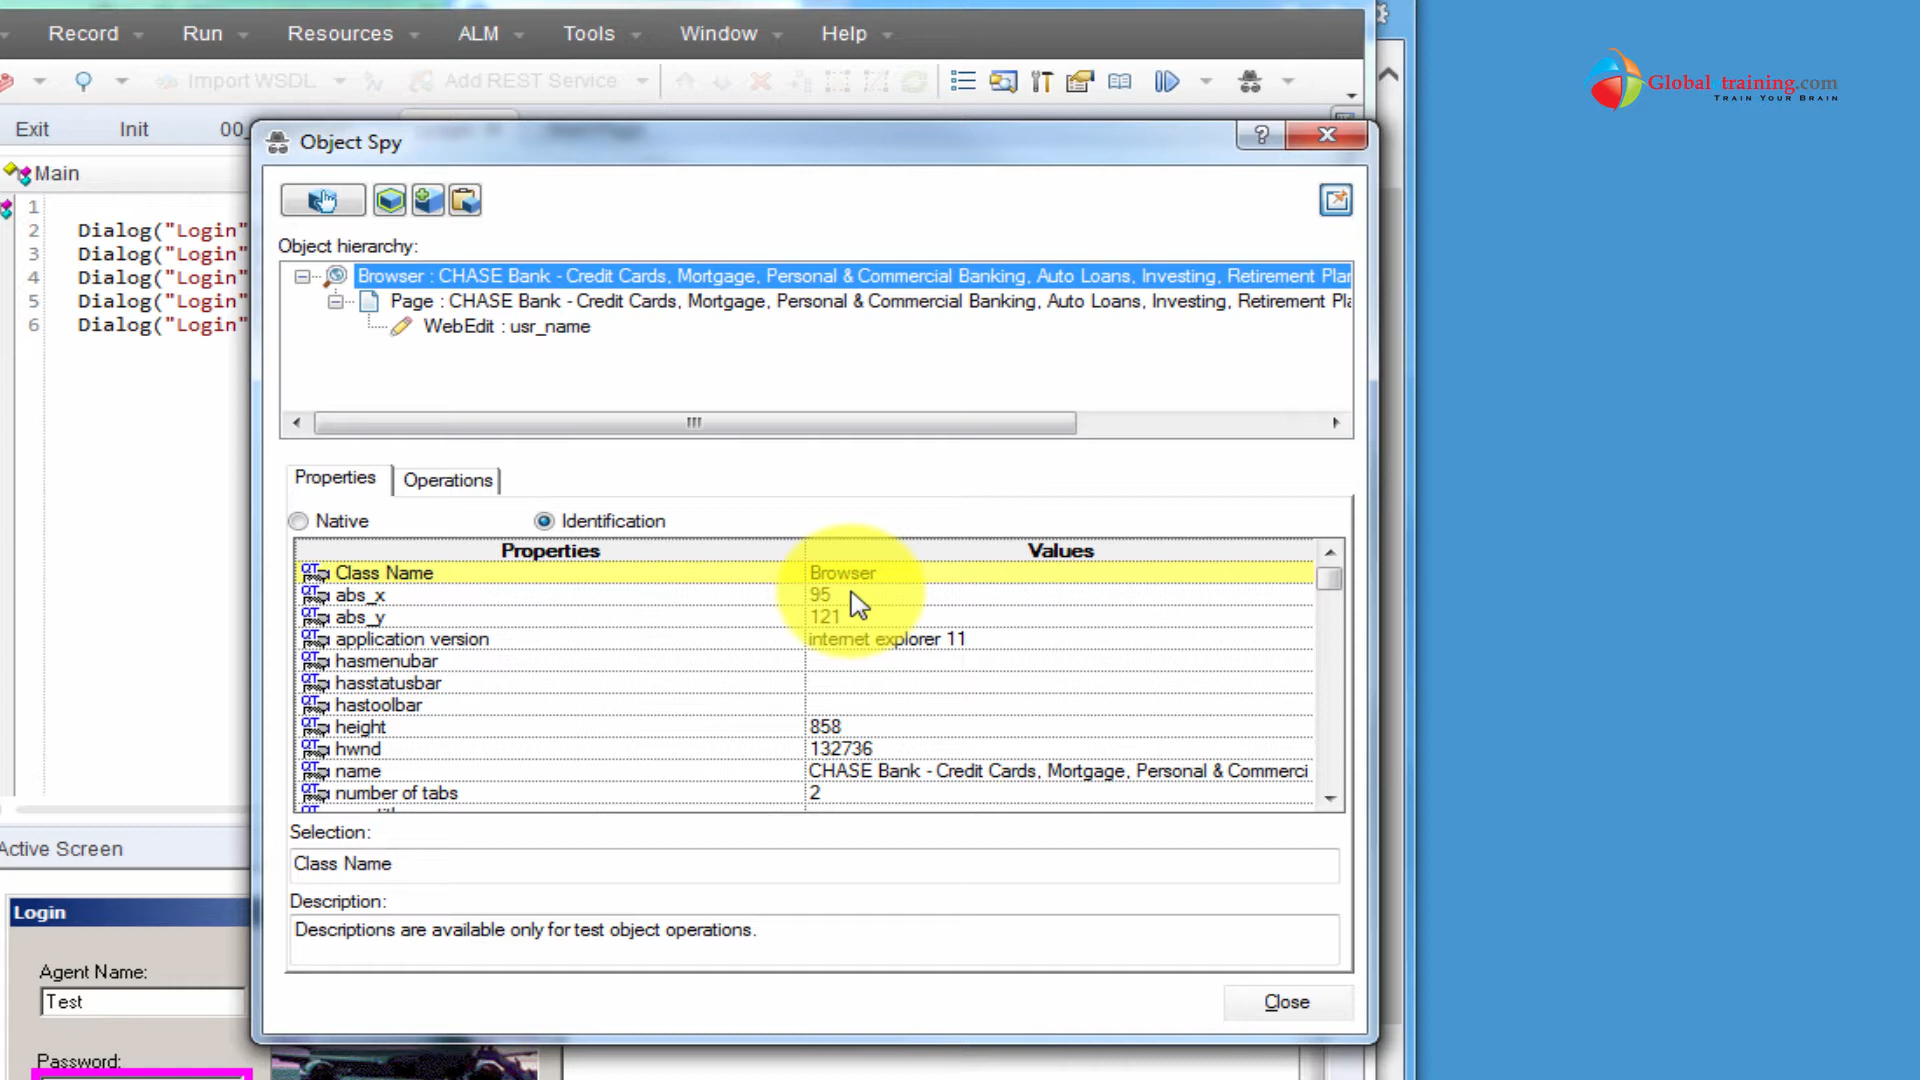 Record Run Resources ALM Tools Window Help
Import WSDL Add REST Service
Global training.com
TRAIN YOUR BRAIN
Exit Init 00_
Object Spy
Main
1
2 Dialog("Login"
3 Dialog("Login"
4 Dialog("Login"
5 Dialog("Login"
6 Dialog("Login"
Object hierarchy:
Browser : CHASE Bank - Credit Cards, Mortgage, Personal & Commercial Banking, Auto Loans, Investing, Retirement Plar
Page : CHASE Bank - Credit Cards, Mortgage, Personal & Commercial Banking, Auto Loans, Investing, Retirement Pla
WebEdit : usr_name
Properties Operations
Native Identification
Properties Values
Class Name Browser
abs_x 95
abs_y 121
application version internet explorer 11
hasmenubar
hasstatusbar
hastoolbar
height 858
hwnd 132736
name CHASE Bank - Credit Cards, Mortgage, Personal & Commerci
number of tabs 2
Selection:
Class Name
Description:
Descriptions are available only for test object operations.
Close
Active Screen
Login
Agent Name:
Test
Password: